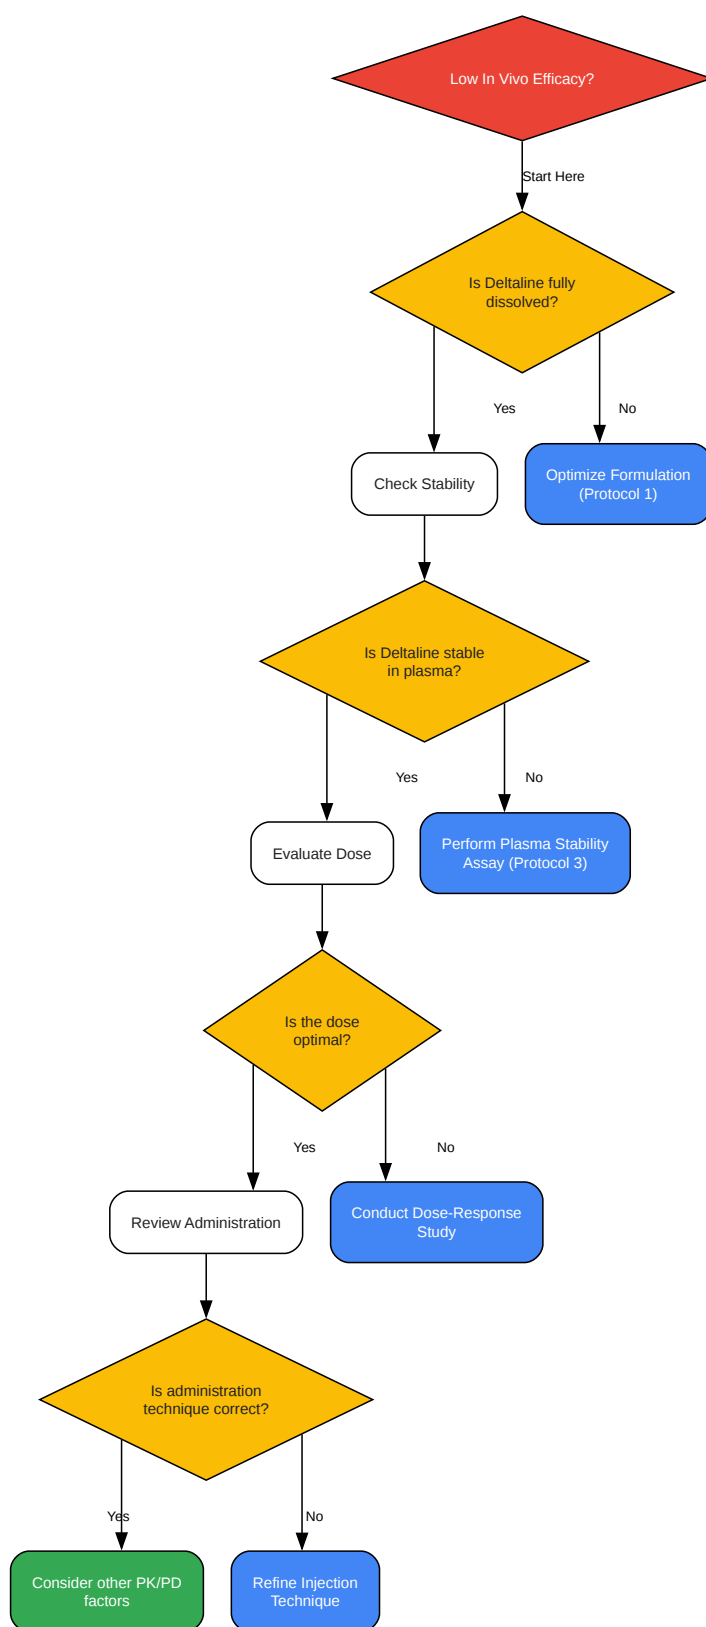 Low In Vivo Efficacy?
Start Here
Is Deltaline fully
dissolved?
Yes
No
Check Stability
Optimize Formulation
(Protocol 1)
Is Deltaline stable
in plasma?
Yes
No
Evaluate Dose
Perform Plasma Stability
Assay (Protocol 3)
Is the dose
optimal?
Yes
No
Review Administration
Conduct Dose-Response
Study
Is administration
technique correct?
Yes
No
Consider other PK/PD
factors
Refine Injection
Technique